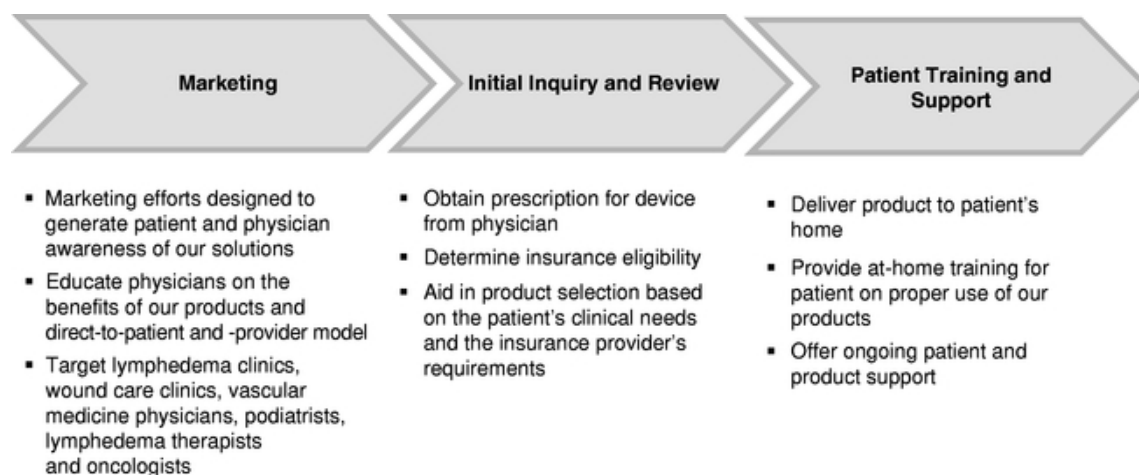 Marketing
Initial Inquiry and Review
Patient Training and
Support
▪ Marketing efforts designed to
generate patient and physician
awareness of our solutions
▪ Educate physicians on the
benefits of our products and
direct-to-patient and -provider model
▪ Target lymphedema clinics,
wound care clinics, vascular
medicine physicians, podiatrists,
lymphedema therapists
and oncologists
▪ Obtain prescription for device
from physician
▪ Determine insurance eligibility
▪ Aid in product selection based
on the patient's clinical needs
and the insurance provider's
requirements
▪ Deliver product to patient's
home
▪ Provide at-home training for
patient on proper use of our
products
▪ Offer ongoing patient and
product support